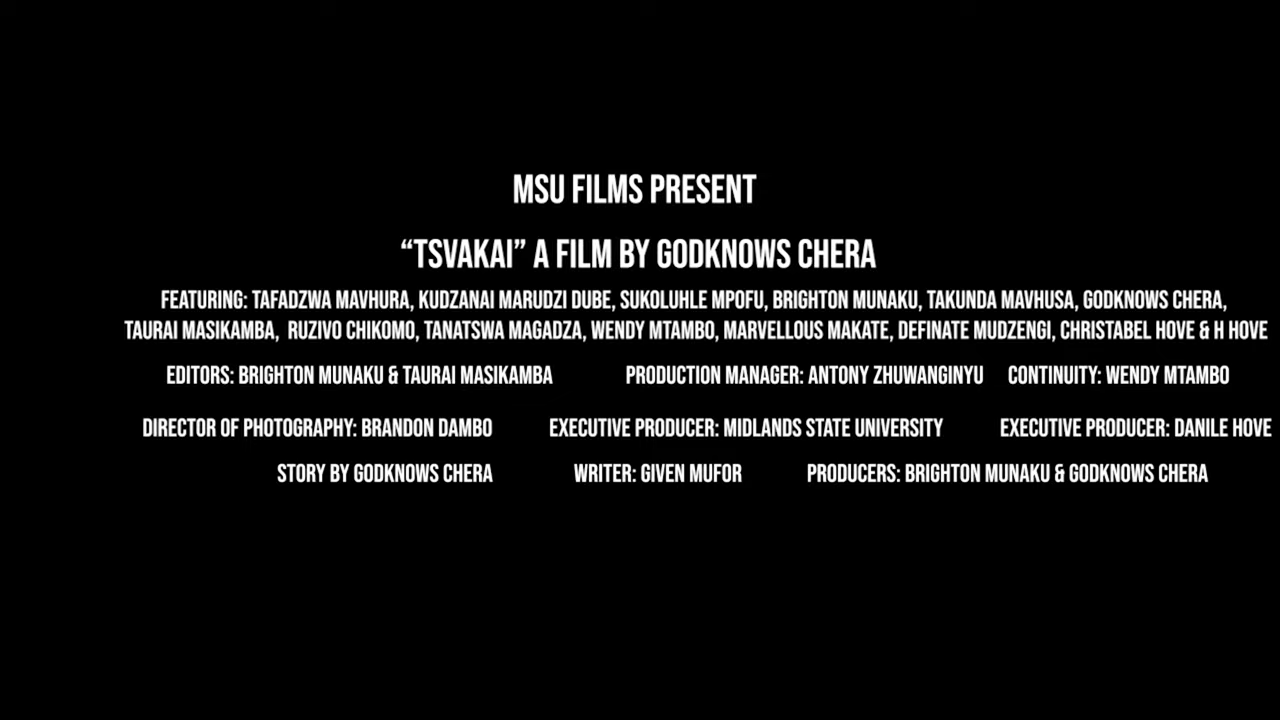 MSU FILMS PRESENT
“TSVAKAI” A FILM BY GODKNOWS CHERA
FEATURING: TAFADZWA MAVHURA, KUDZANAI MARUDZI DUBE, SUKOLUHLE MPOFU, BRIGHTON MUNAKU, TAKUNDA MAVHUSA, GODKNOWS CHERA,
TAURAI MASIKAMBA, RUZIVO CHIKOMO, TANATSWA MAGADZA, WENDY MTAMBO, MARVELLOUS MAKATE, DEFINATE MUDZENGI, CHRISTABEL HOVE & H HOVE
EDITORS: BRIGHTON MUNAKU & TAURAI MASIKAMBA PRODUCTION MANAGER: ANTONY ZHUWANGINYU CONTINUITY: WENDY MTAMBO
DIRECTOR OF PHOTOGRAPHY: BRANDON DAMBO EXECUTIVE PRODUCER: MIDLANDS STATE UNIVERSITY EXECUTIVE PRODUCER: DANILE HOVE
STORY BY GODKNOWS CHERA WRITER: GIVEN MUFOR PRODUCERS: BRIGHTON MUNAKU & GODKNOWS CHERA